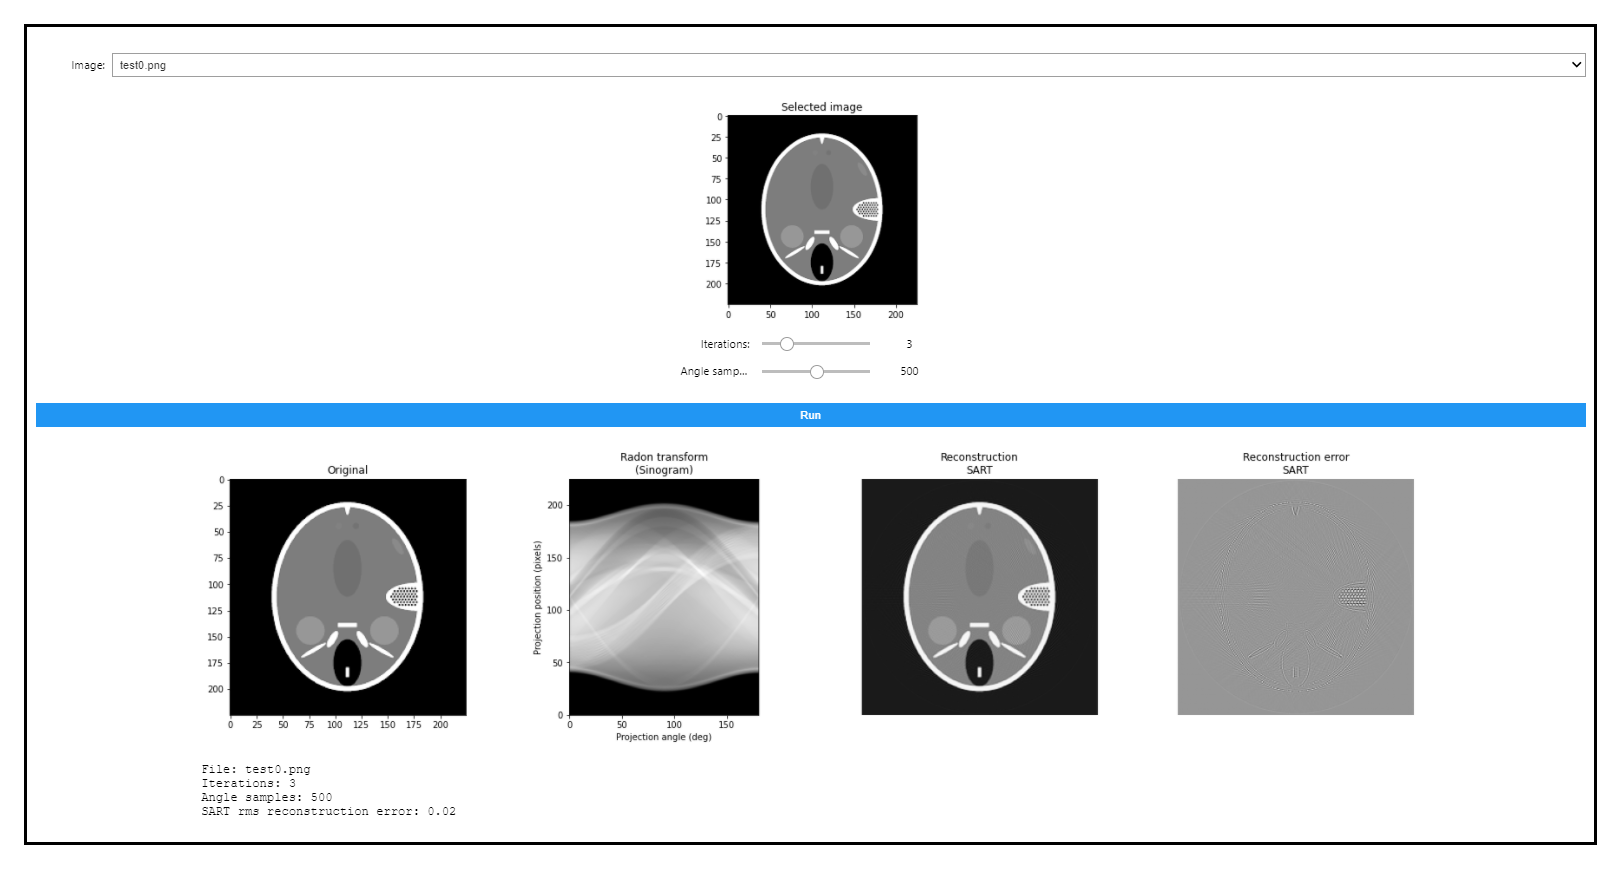 Image: test0.png
Selected image
0
25
50
75
100
125
150
175
200
0 50 100 150 200
Iterations: 3
Angle samp... 500
Run
Original
0
25
50
75
100
125
150
175
200
0 25 50 75 100 125 150 175 200
Radon transform
(Sinogram)
Projection position (pixels)
200
150
100
50
0
0 50 100 150
Projection angle (deg)
Reconstruction
SART
Reconstruction error
SART
File: test0.png
Iterations: 3
Angle samples: 500
SART rms reconstruction error: 0.02